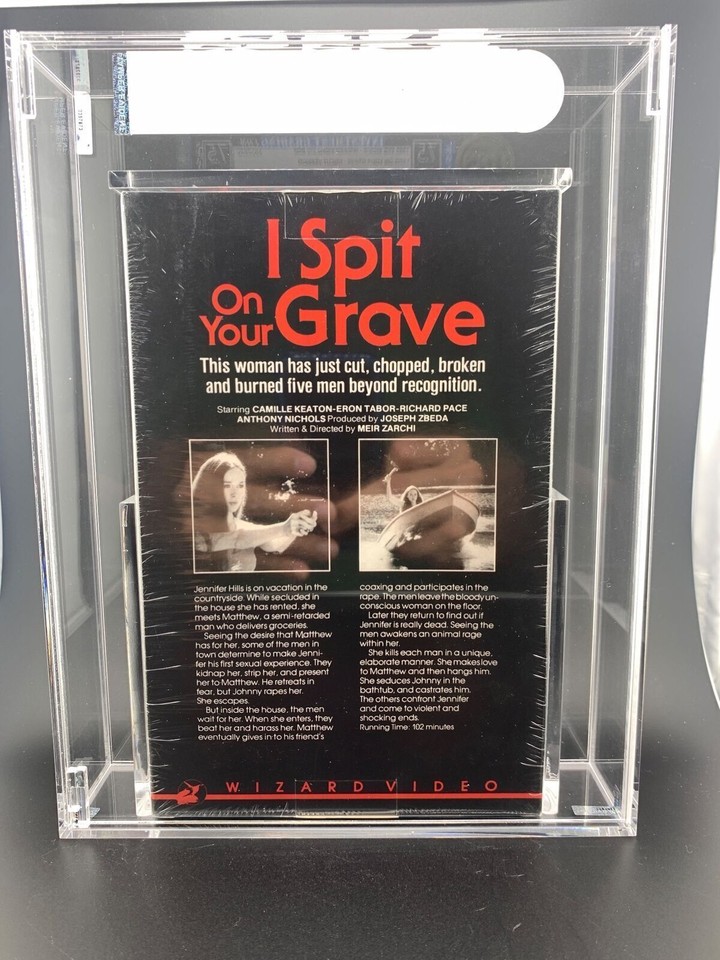 I Spit
On
Your Grave
This woman has just cut, chopped, broken
and burned five men beyond recognition.
Starring CAMILLE KEATON-ERON TABOR-RICHARD PACE
ANTHONY NICHOLS Produced by JOSEPH ZBEDA
Written & Directed by MEIR ZARCHI
Jennifer Hills is on vacation in the
countryside. While secluded in
the house she has rented, she
meets Matthew, a semi-retarded
man who delivers groceries.
Seeing the desire that Matthew
has for her, some of the men in
town determine to make Jenni-
fer his first sexual experience. They
kidnap her, strip her, and present
her to Matthew. He retreats in
fear, but Johnny rapes her.
She escapes.
But inside the house, the men
wait for her. When she enters, they
beat her and harass her. Matthew
eventually gives in to his friend's
coaxing and participates in the
rape. The men leave the bloody un-
conscious woman on the floor.
Later they return to find out if
Jennifer is really dead. Seeing the
men awakens an animal rage
within her.
She kills each man in a unique,
elaborate manner. She makes love
to Matthew and then hangs him.
She seduces Johnny in the
bathtub, and castrates him.
The others confront Jennifer
and come to violent and
shocking ends.
Running Time: 102 minutes
WIZARD VIDEO